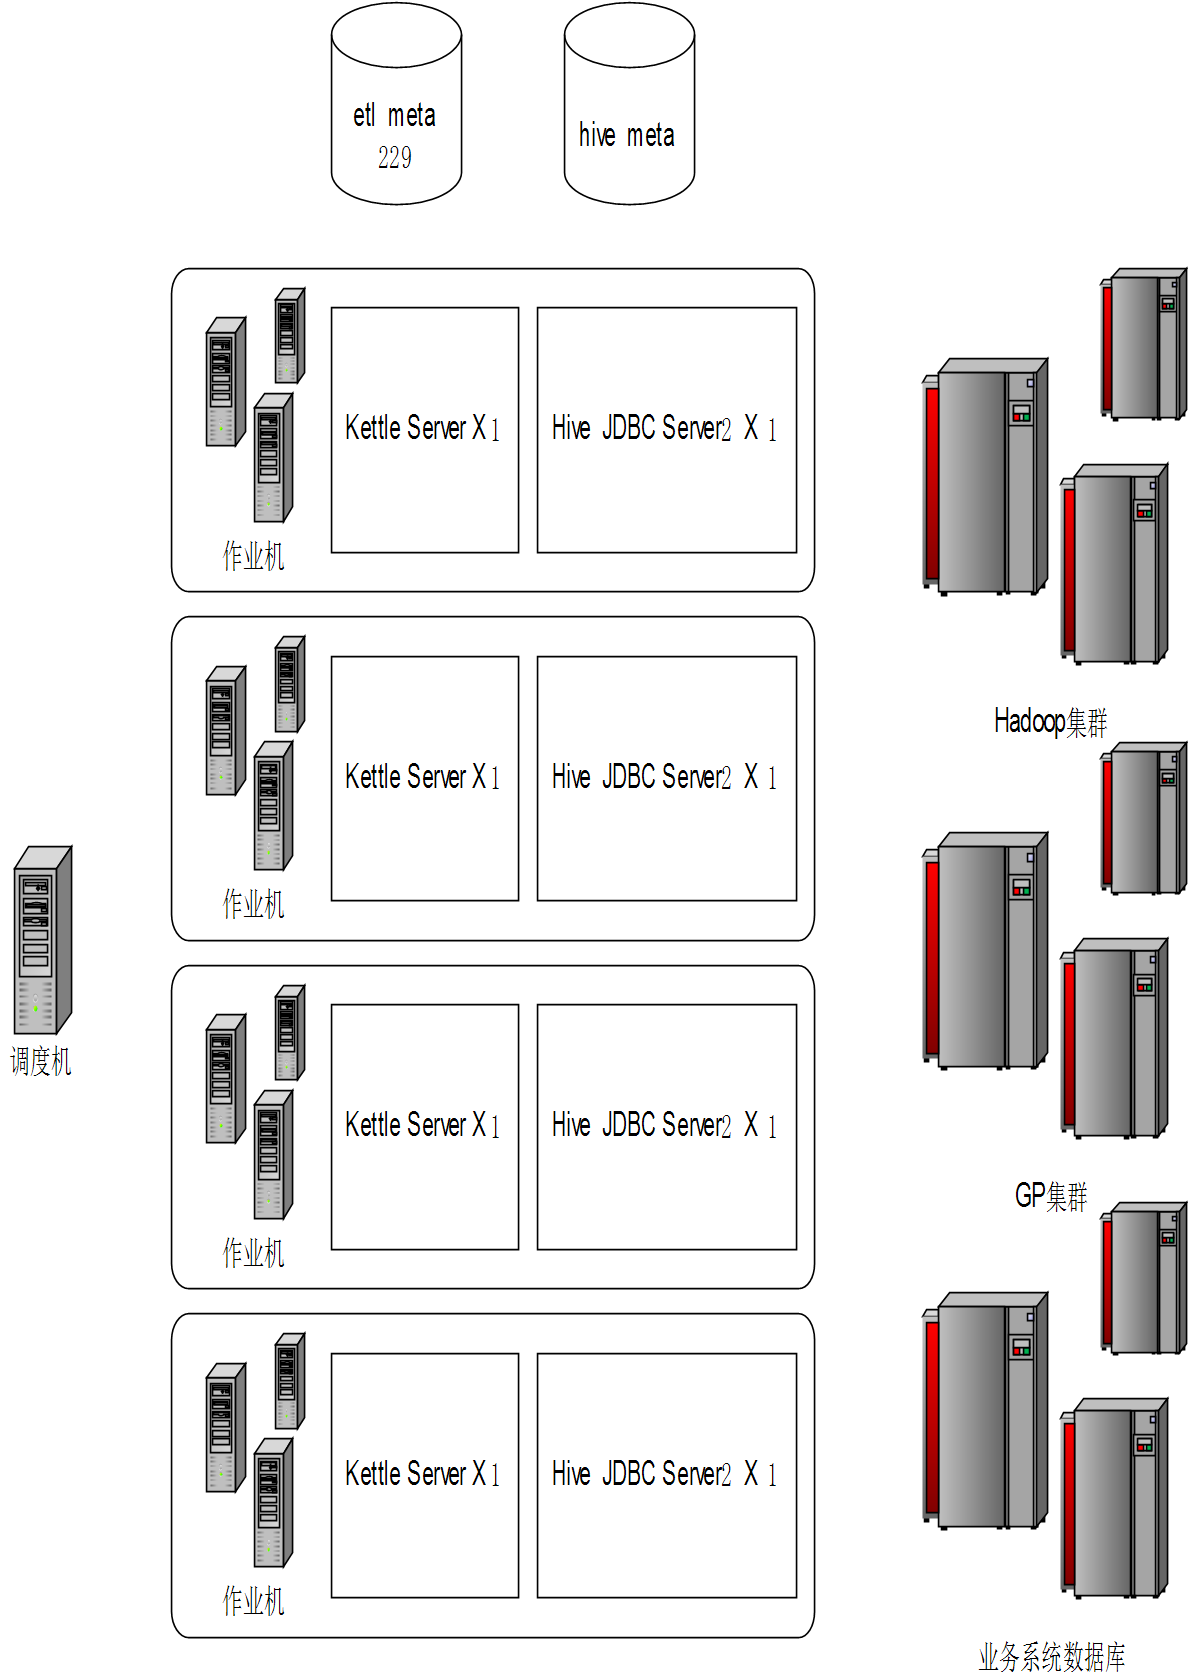 etl meta
229
hive meta
Kettle Server X 1
Hive JDBC Server2 X 1
作业机
Hadoop集群
Kettle Server X 1
Hive JDBC Server2 X 1
作业机
调度机
Kettle Server X 1
Hive JDBC Server2 X 1
GP集群
作业机
Kettle Server X 1
Hive JDBC Server2 X 1
作业机
业务系统数据库